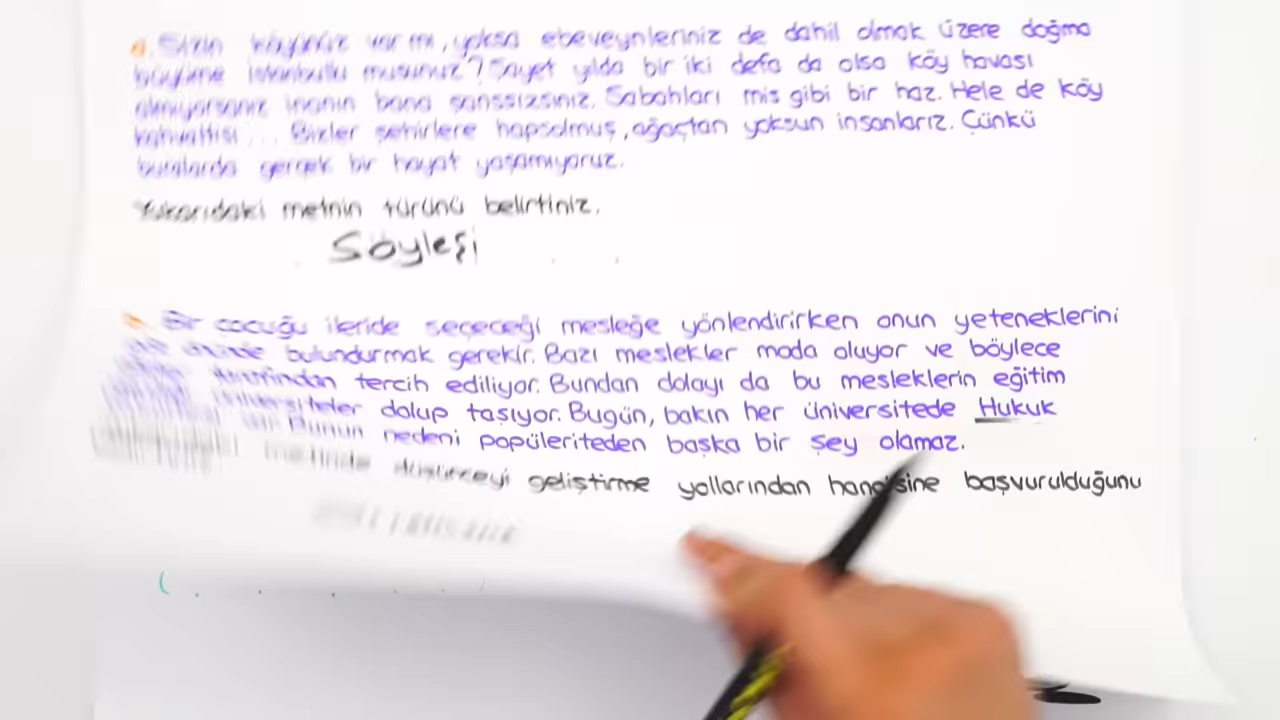 Sizin köyünüz var mı, yoksa ebeveynleriniz de dahil olmak üzere doğma
büyüme İstanbullu musunuz? Şayet yılda bir iki defa da olsa köy havası
almıyorsanız inanın bana şanssızsınız. Sabahları mis gibi bir haz. Hele de köy
kahvaltısı... Bizler şehirlere hapsolmuş, ağaçtan yoksun insanlarız. Çünkü
buralarda gerçek bir hayat yaşamıyoruz.
Yukarıdaki metnin türünü belirtiniz.
Söyleşi
Bir çocuğu ileride seçeceği mesleğe yönlendirirken onun yeteneklerini
bulundurmak gerekir. Bazı meslekler moda oluyor ve böylece
tarafından tercih ediliyor. Bundan dolayı da bu mesleklerin eğitim
üniversiteler dolup taşıyor. Bugün, bakın her üniversitede Hukuk
Bunun nedeni popüleriteden başka bir şey olamaz.
metinde düşünceyi geliştirme yollarından hangisine başvurulduğunu